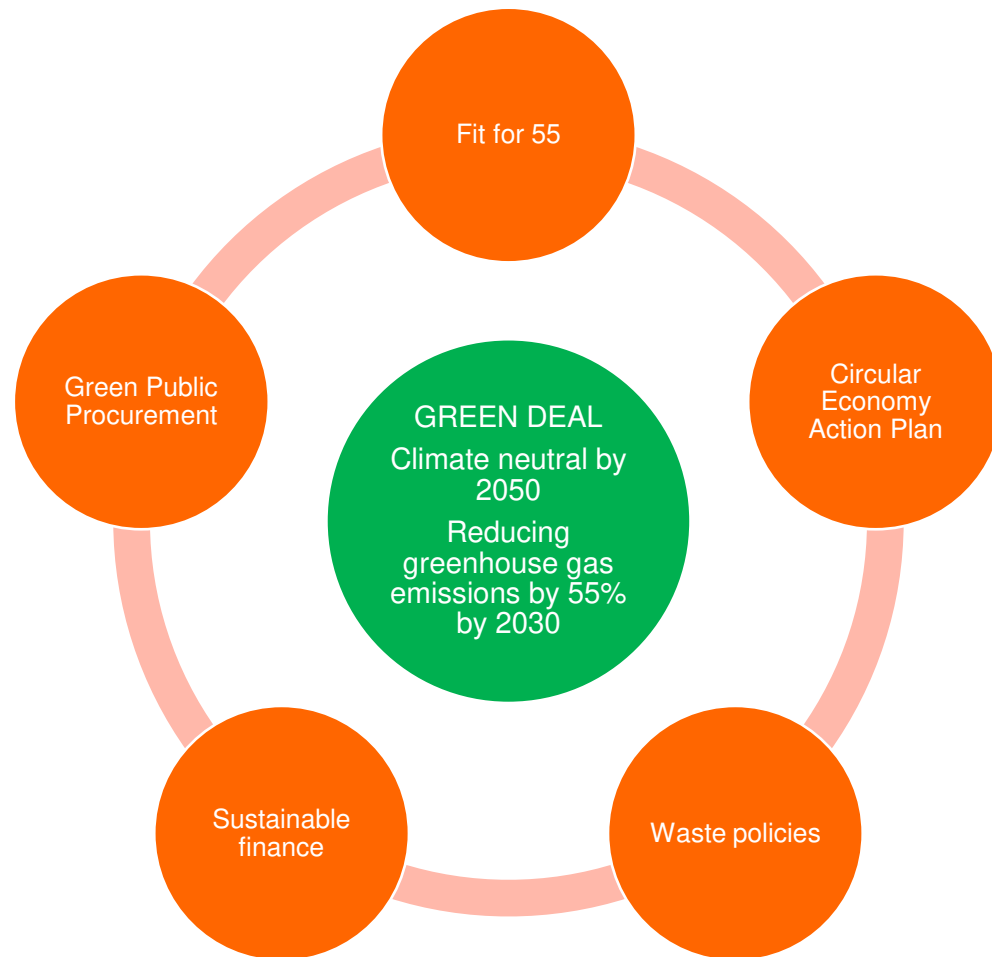 Fit for 55
Green Public
Procurement
Circular
Economy
Action Plan
GREEN DEAL
Climate neutral by
2050
Reducing
greenhouse gas
emissions by 55%
by 2030
Sustainable
finance
Waste policies